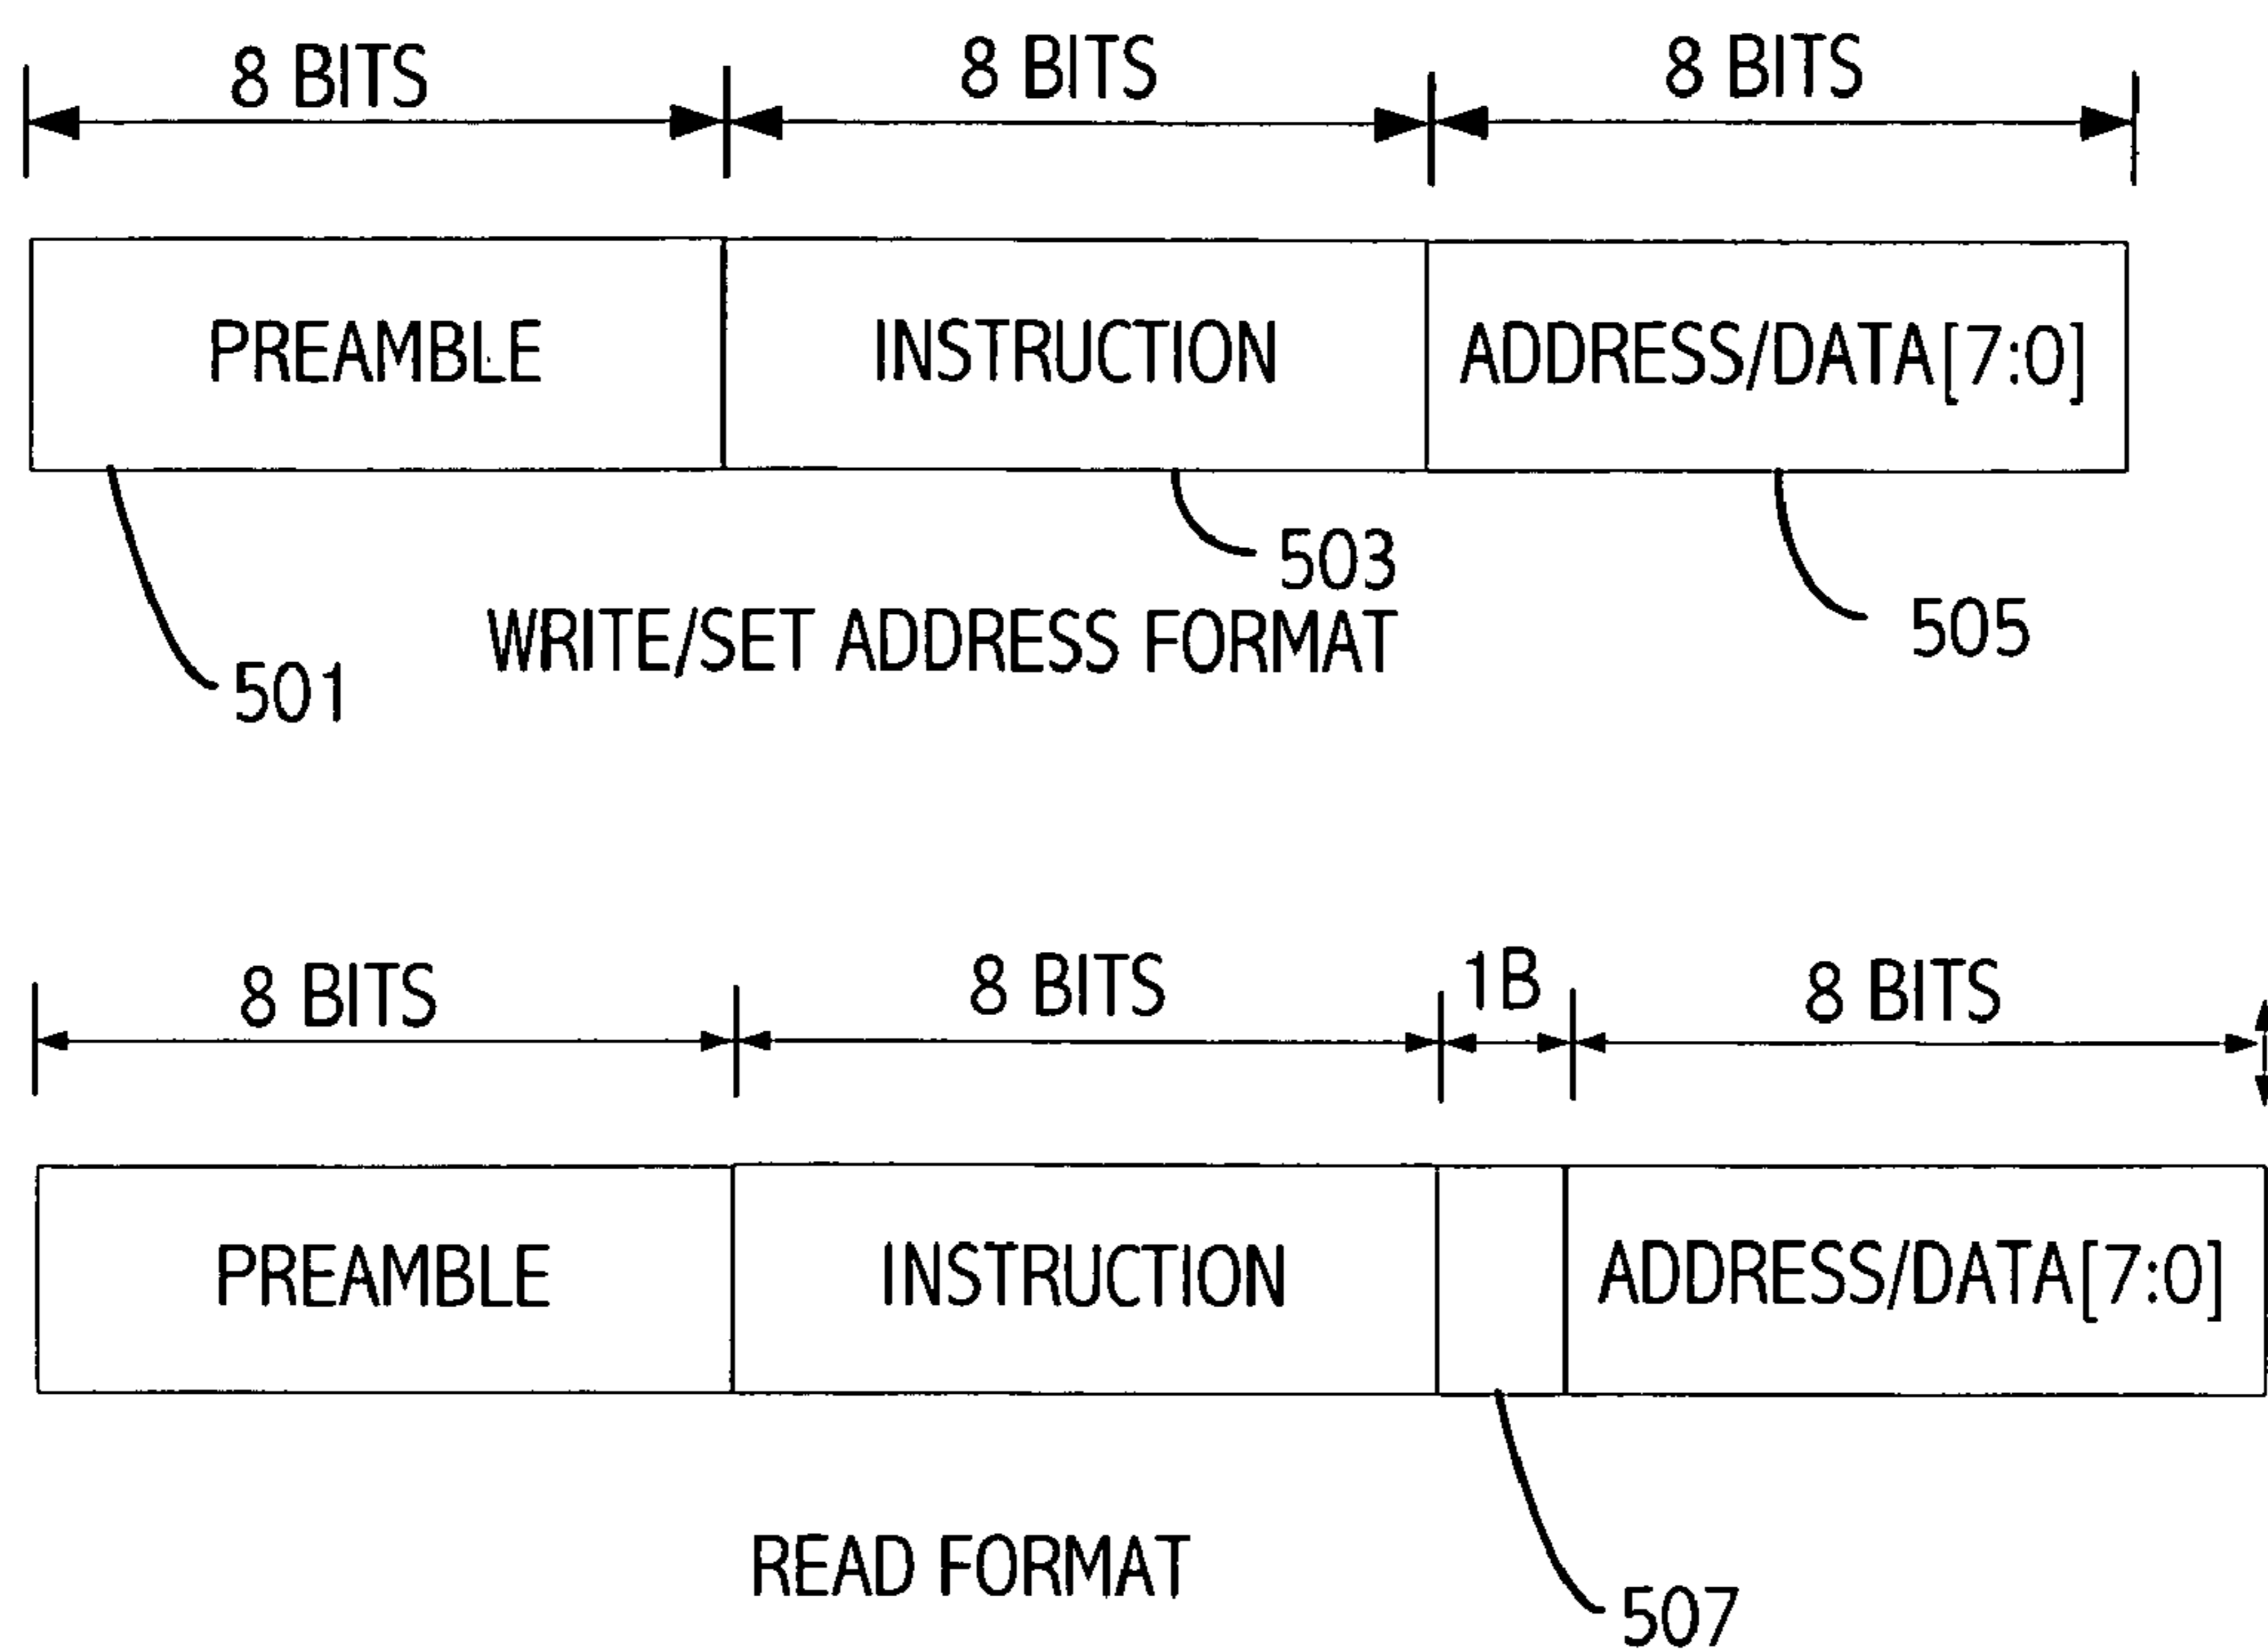 8 BITS 8 BITS 8 BITS
PREAMBLE INSTRUCTION ADDRESS/DATA[7:0]
503
WRITE/SET ADDRESS FORMAT 505
501
8 BITS 8 BITS 1B 8 BITS
PREAMBLE INSTRUCTION ADDRESS/DATA[7:0]
READ FORMAT
507